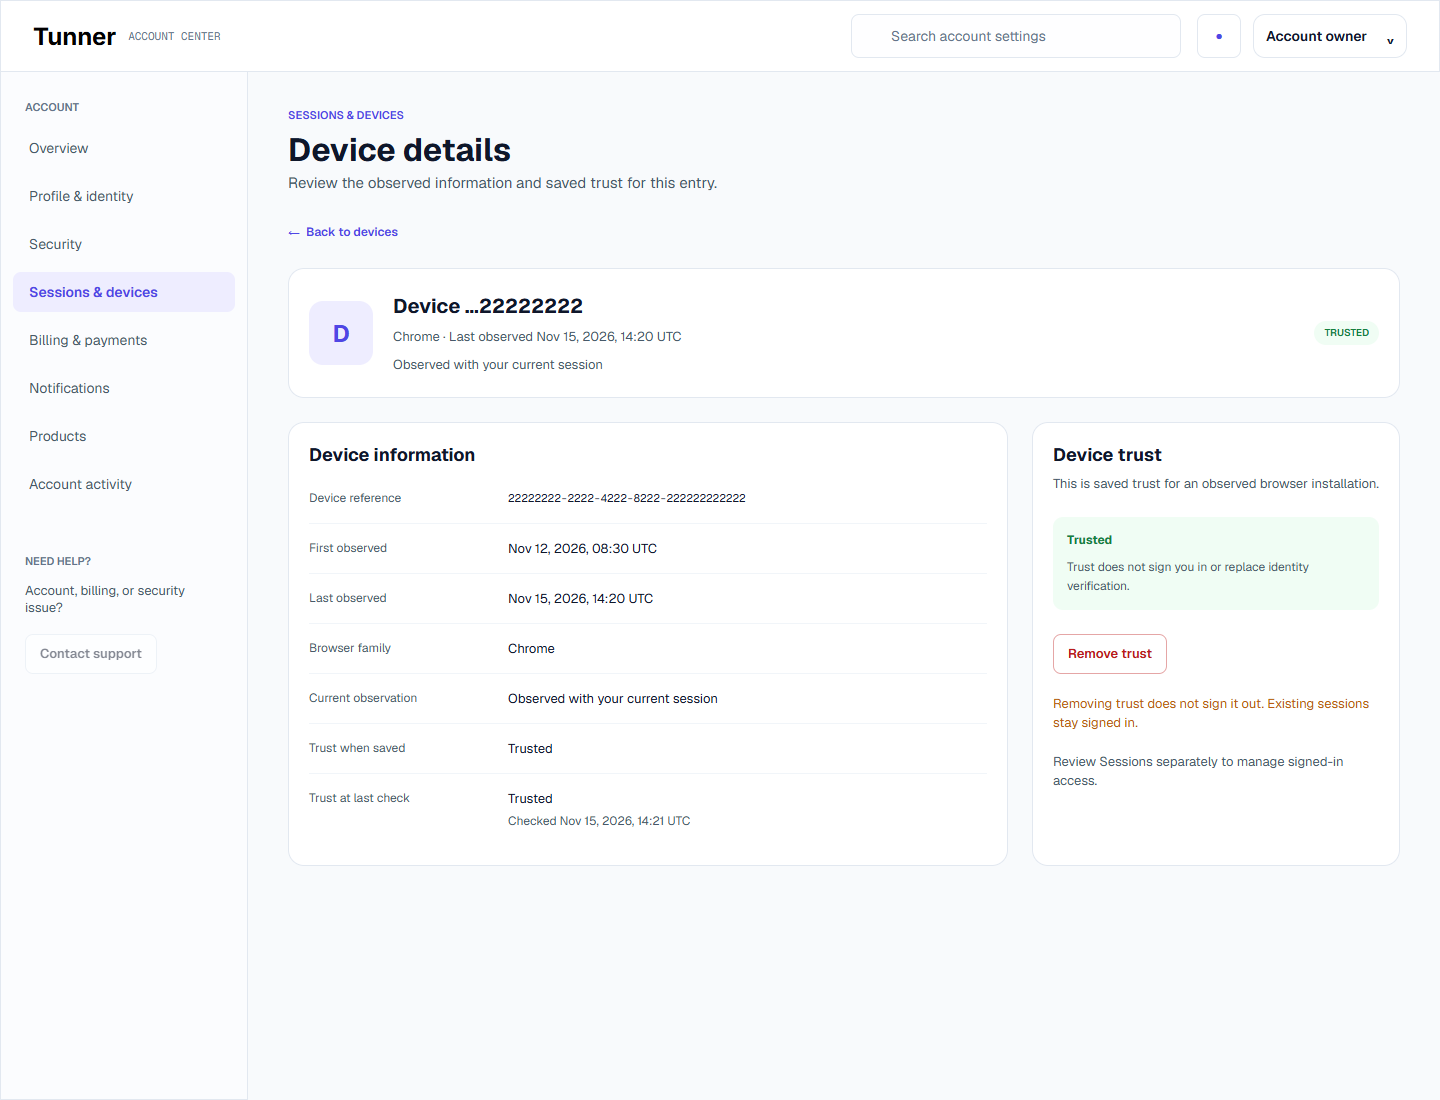 Tunner ACCOUNT CENTER
Search account settings
Account owner
ACCOUNT
Overview
Profile & identity
Security
Sessions & devices
Billing & payments
Notifications
Products
Account activity
NEED HELP?
Account, billing, or security
issue?
Contact support
SESSIONS & DEVICES
Device details
Review the observed information and saved trust for this entry.
← Back to devices
D
Device …22222222
Chrome · Last observed Nov 15, 2026, 14:20 UTC
Observed with your current session
TRUSTED
Device information
Device reference 22222222-2222-4222-8222-222222222222
First observed Nov 12, 2026, 08:30 UTC
Last observed Nov 15, 2026, 14:20 UTC
Browser family Chrome
Current observation Observed with your current session
Trust when saved Trusted
Trust at last check Trusted
Checked Nov 15, 2026, 14:21 UTC
Device trust
This is saved trust for an observed browser installation.
Trusted
Trust does not sign you in or replace identity
verification.
Remove trust
Removing trust does not sign it out. Existing sessions
stay signed in.
Review Sessions separately to manage signed-in
access.